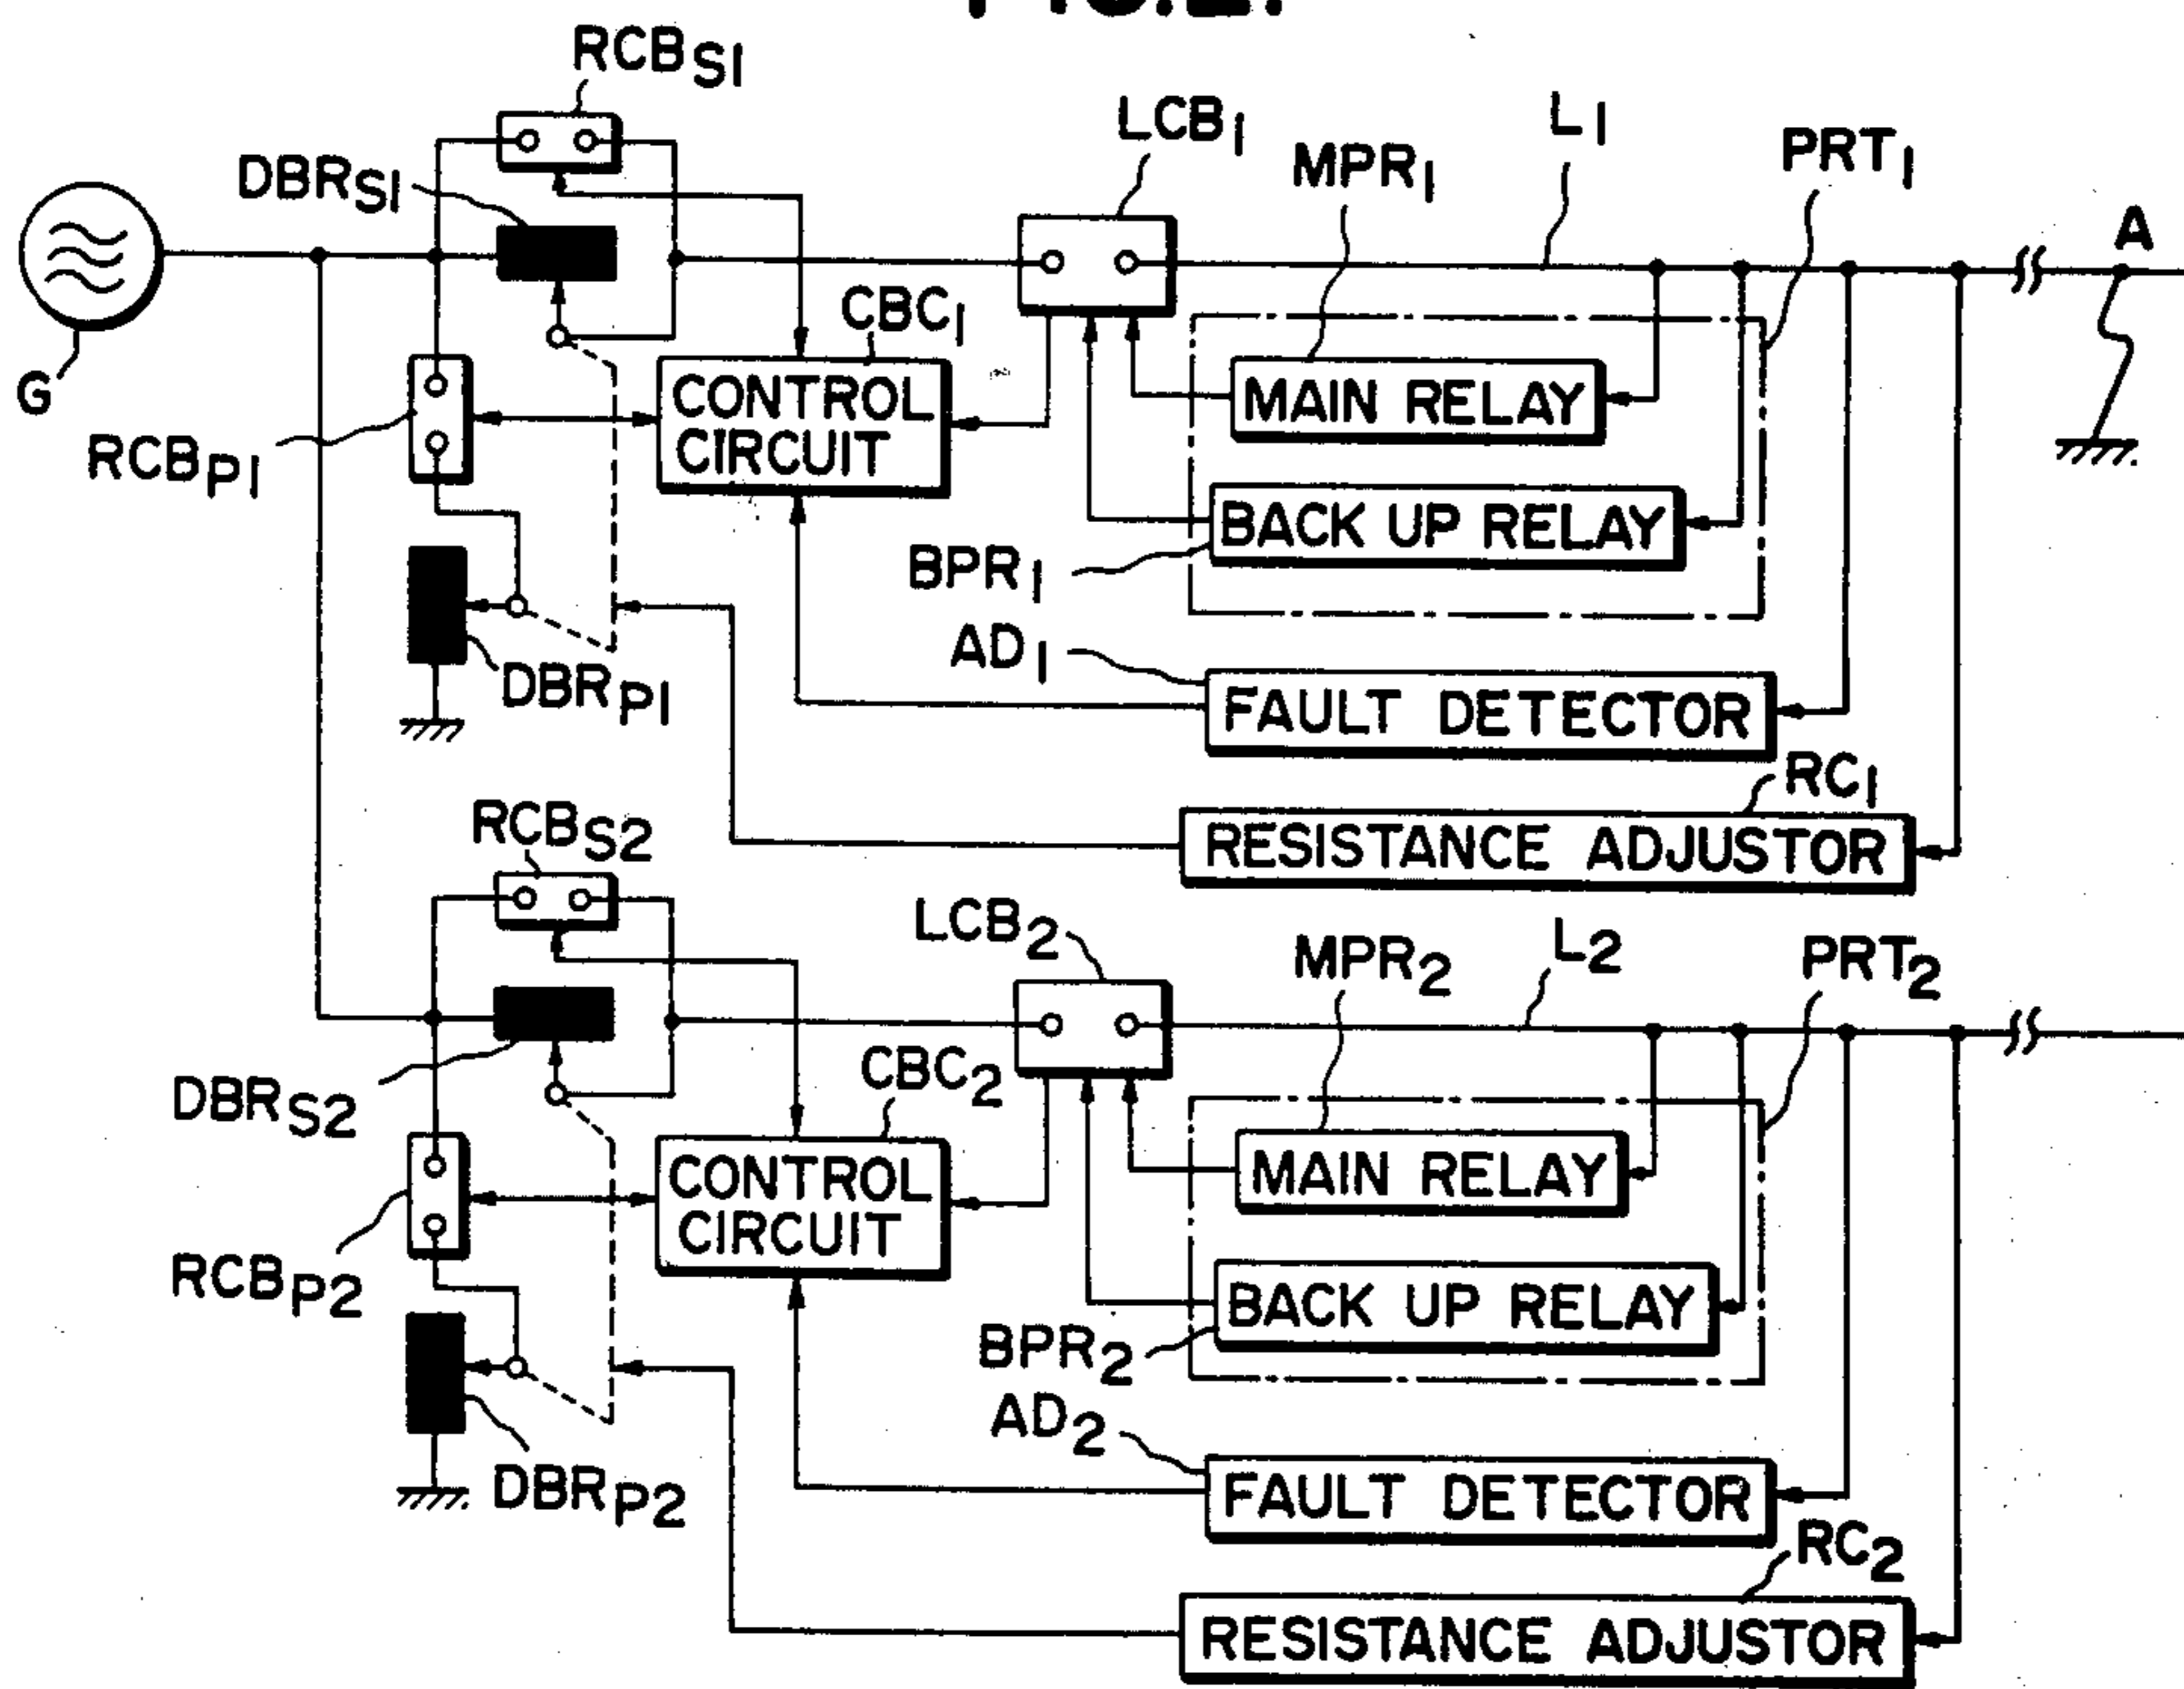 RCBS1
LCB1
L1
MPR1
PRT1
DBRS1
A
CBC1
G
CONTROL
CIRCUIT
MAIN RELAY
RCBP1
BACK UP RELAY
BPR1
AD1
DBRP1
FAULT DETECTOR
RC1
RCBS2
RESISTANCE ADJUSTOR
LCB2
L2
MPR2
PRT2
CBC2
DBRS2
CONTROL
CIRCUIT
MAIN RELAY
RCBP2
BACK UP RELAY
BPR2
AD2
DBRP2
FAULT DETECTOR
RC2
RESISTANCE ADJUSTOR